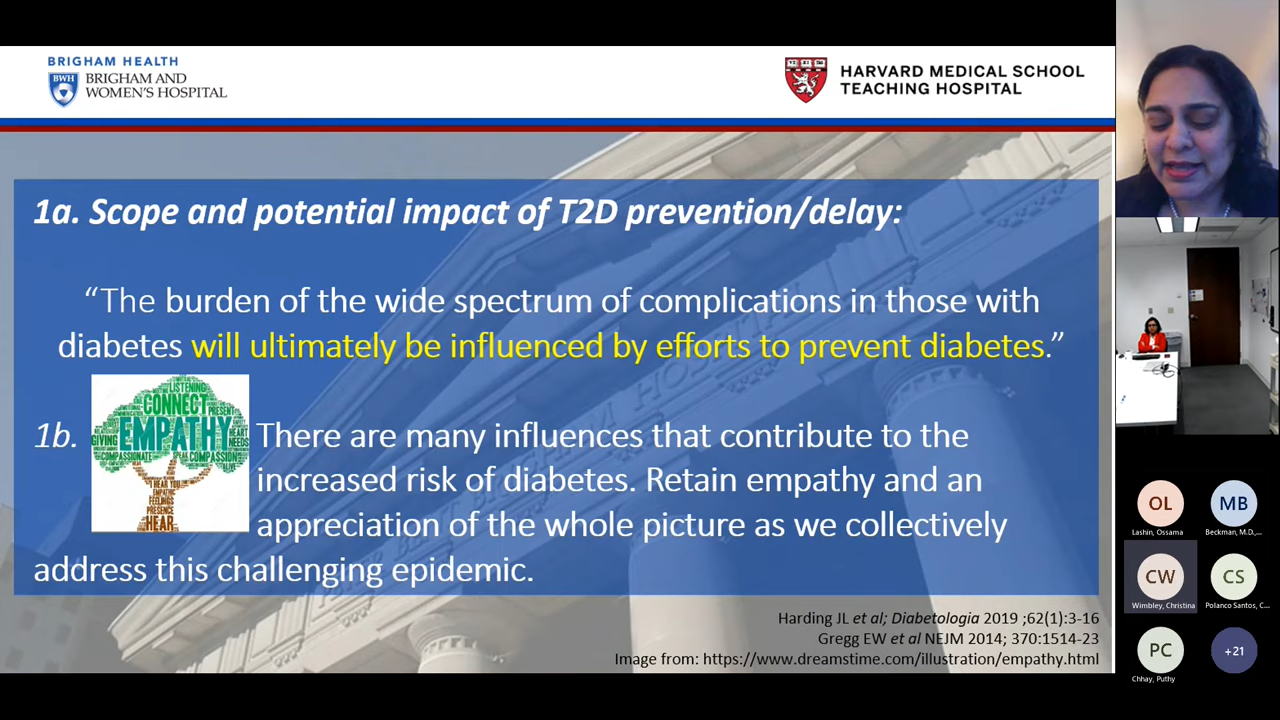 BRIGHAM HEALTH
BWH
BRIGHAM AND
WOMEN'S HOSPITAL
HARVARD MEDICAL SCHOOL
TEACHING HOSPITAL
1a. Scope and potential impact of T2D prevention/delay:
“The burden of the wide spectrum of complications in those with
diabetes will ultimately be influenced by efforts to prevent diabetes.”
1b.
LISTENING
CONNECT
PRESENT
EMPATHY
GIVING
HEART
NEEDS
COMPASSIONATE
SPEAK COMPASSION
I HEAR YOU
EMPATHIC
FEELINGS
PRESENCE
HEAR
There are many influences that contribute to the
increased risk of diabetes. Retain empathy and an
appreciation of the whole picture as we collectively
address this challenging epidemic.
Harding JL et al; Diabetologia 2019 ;62(1):3-16
Gregg EW et al NEJM 2014; 370:1514-23
Image from: https://www.dreamstime.com/illustration/empathy.html
OL
Lashin, Ossama
MB
Beckman, M.D.,...
CW
Wimbley, Christina
CS
Polanco Santos, C...
PC
Chhay, Puthy
+21